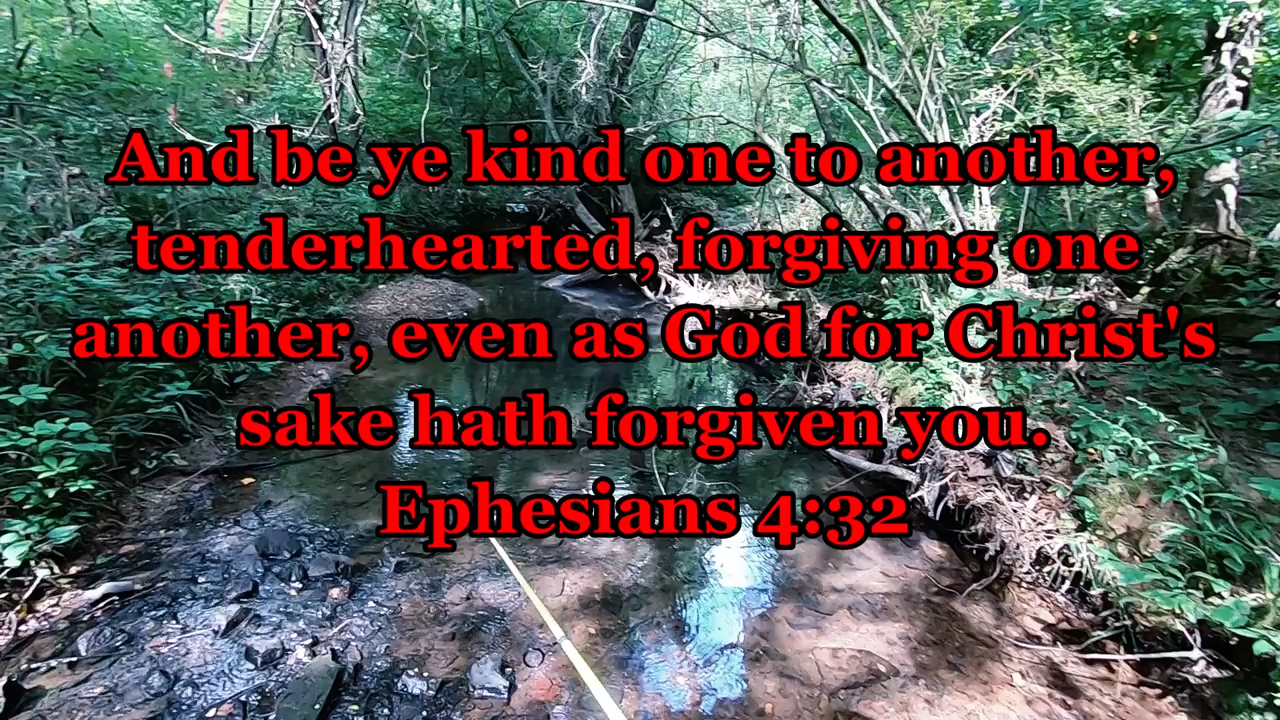 And be ye kind one to another,
tenderhearted, forgiving one
another, even as God for Christ's
sake hath forgiven you.
Ephesians 4:32